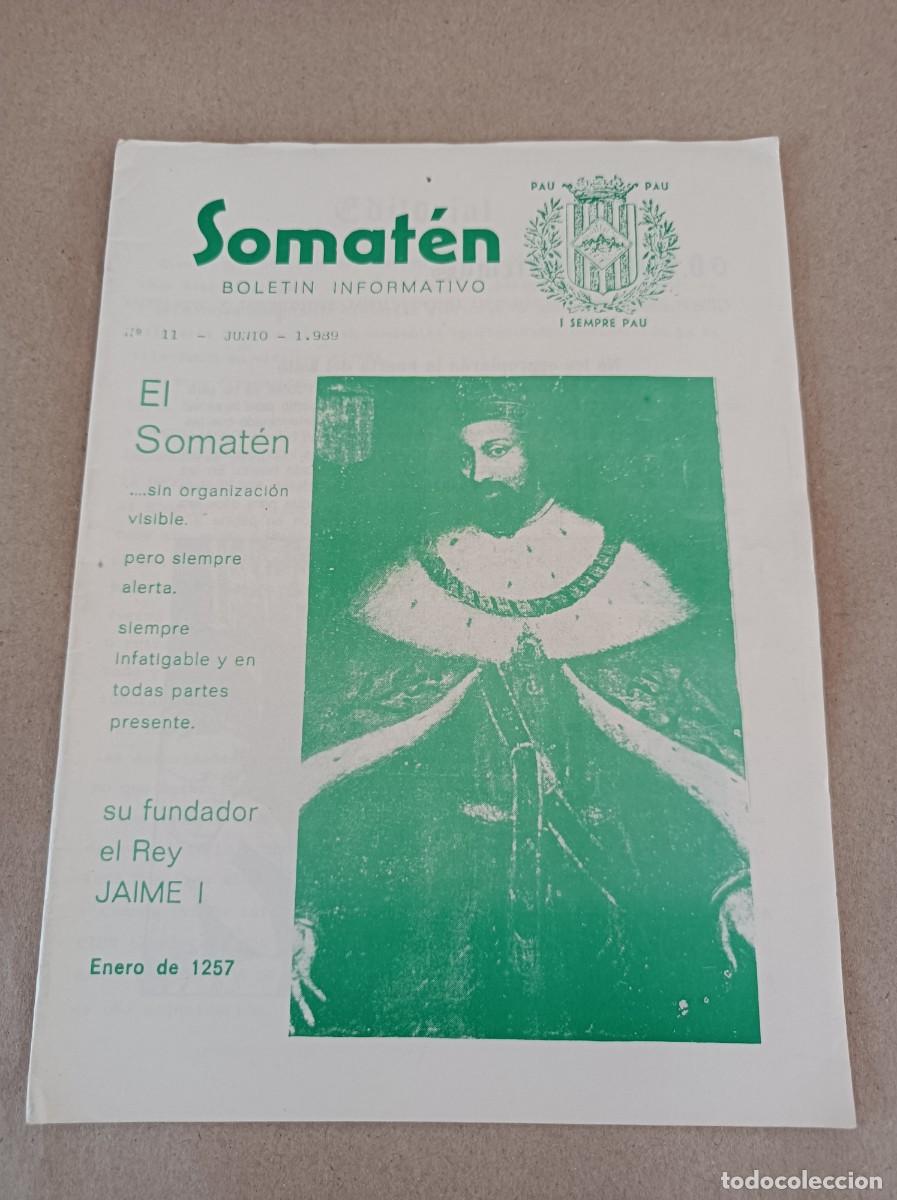 Somatén
BOLETIN INFORMATIVO
PAU PAU
I SEMPRE PAU
Nº 11 - JUNIO - 1.989
El
Somatén
....sin organización
visible.
pero siempre
alerta.
siempre
infatigable y en
todas partes
presente.
su fundador
el Rey
JAIME I
Enero de 1257
todocoleccion